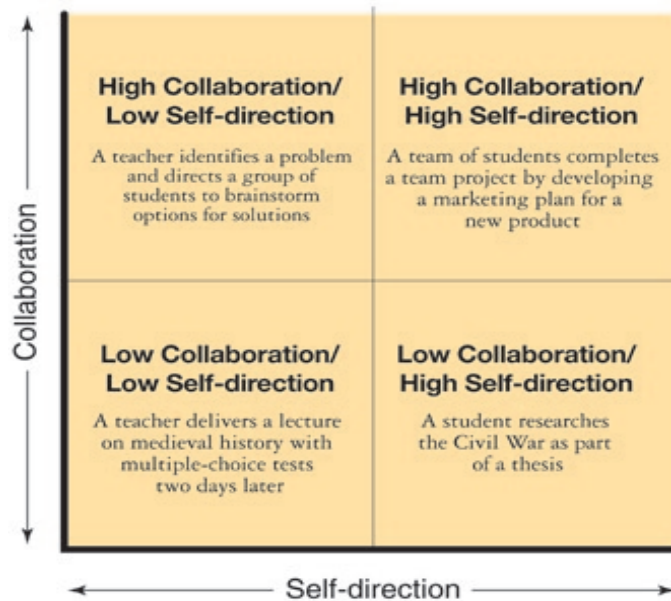 High Collaboration/
Low Self-direction
A teacher identifies a problem
and directs a group of
students to brainstorm
options for solutions
High Collaboration/
High Self-direction
A team of students completes
a team project by developing
a marketing plan for a
new product
Collaboration
Low Collaboration/
Low Self-direction
A teacher delivers a lecture
on medieval history with
multiple-choice tests
two days later
Low Collaboration/
High Self-direction
A student researches
the Civil War as part
of a thesis
Self-direction